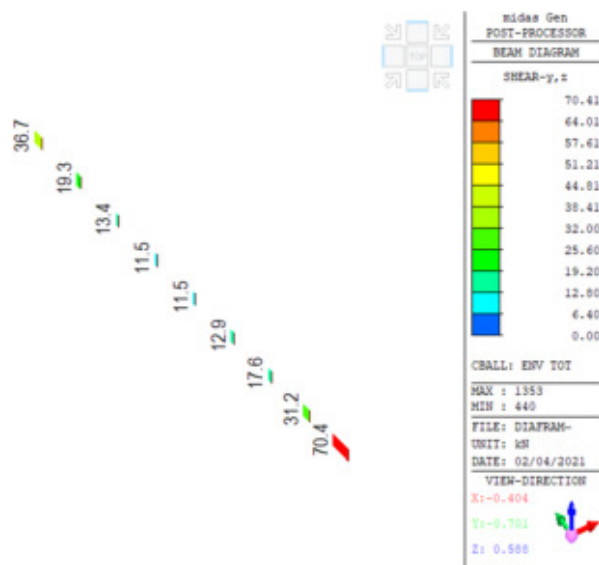 midas Gen
POST-PROCESSOR
BEAM DIAGRAM
SHEAR-y,z
70.41
64.01
57.61
51.21
44.81
38.41
32.00
25.60
19.20
12.80
6.40
0.00
CBALL: ENV TOT
MAX : 1353
MIN : 440
FILE: DIAFRAM~
UNIT: kN
DATE: 02/04/2021
VIEW-DIRECTION
X:-0.404
Y:-0.701
Z: 0.588
TOP
36.7
19.3
13.4
11.5
11.5
12.9
17.6
31.2
70.4